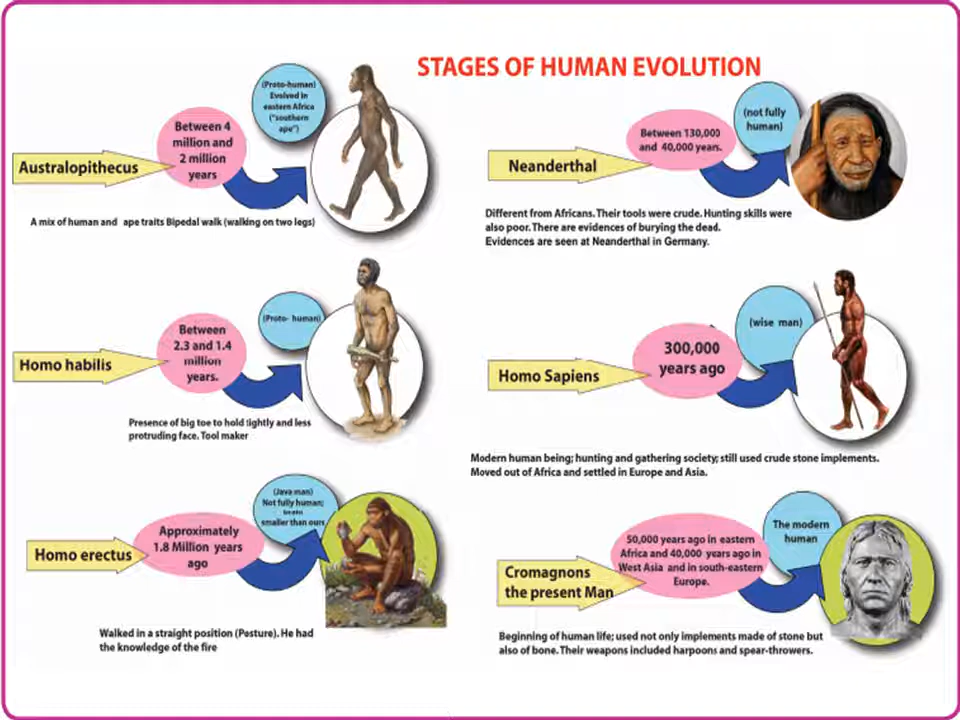 STAGES OF HUMAN EVOLUTION
Australopithecus
Between 4
million and
2 million
years
(Proto-human)
Evolved in
eastern Africa
("southern
ape")
A mix of human and ape traits Bipedal walk (walking on two legs)
Homo habilis
Between
2.3 and 1.4
million
years.
(Proto- human)
Presence of big toe to hold tightly and less
protruding face. Tool maker
Homo erectus
Approximately
1.8 Million years
ago
(Java man)
Not fully human;
brain
smaller than ours
Walked in a straight position (Posture). He had
the knowledge of the fire
Neanderthal
Between 130,000
and 40,000 years.
(not fully
human)
Different from Africans. Their tools were crude. Hunting skills were
also poor. There are evidences of burying the dead.
Evidences are seen at Neanderthal in Germany.
Homo Sapiens
300,000
years ago
(wise man)
Modern human being; hunting and gathering society; still used crude stone implements.
Moved out of Africa and settled in Europe and Asia.
Cromagnons
the present Man
50,000 years ago in eastern
Africa and 40,000 years ago in
West Asia and in south-eastern
Europe.
The modern
human
Beginning of human life; used not only implements made of stone but
also of bone. Their weapons included harpoons and spear-throwers.